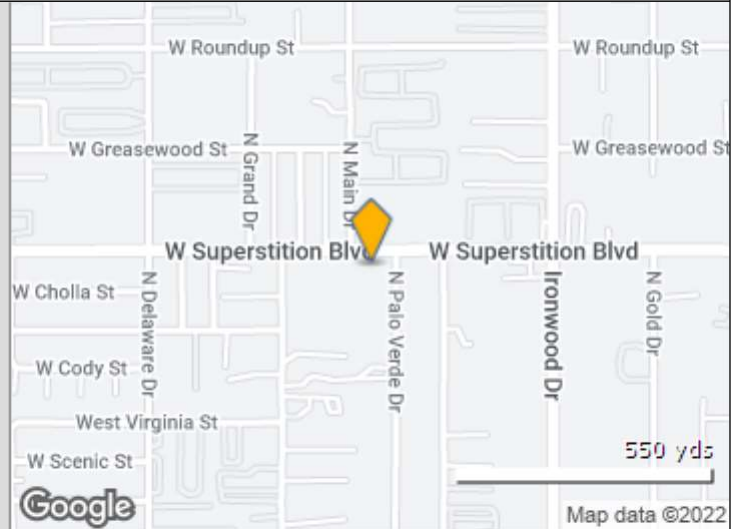 W Roundup St
W Roundup St
W Greasewood St
N Grand Dr
N Main Dr
W Greasewood St
W Superstition Blvd
W Superstition Blvd
W Cholla St
N Delaware Dr
N Palo Verde Dr
Ironwood Dr
N Gold Dr
W Cody St
West Virginia St
W Scenic St
550 yds
Google
Map data ©2022